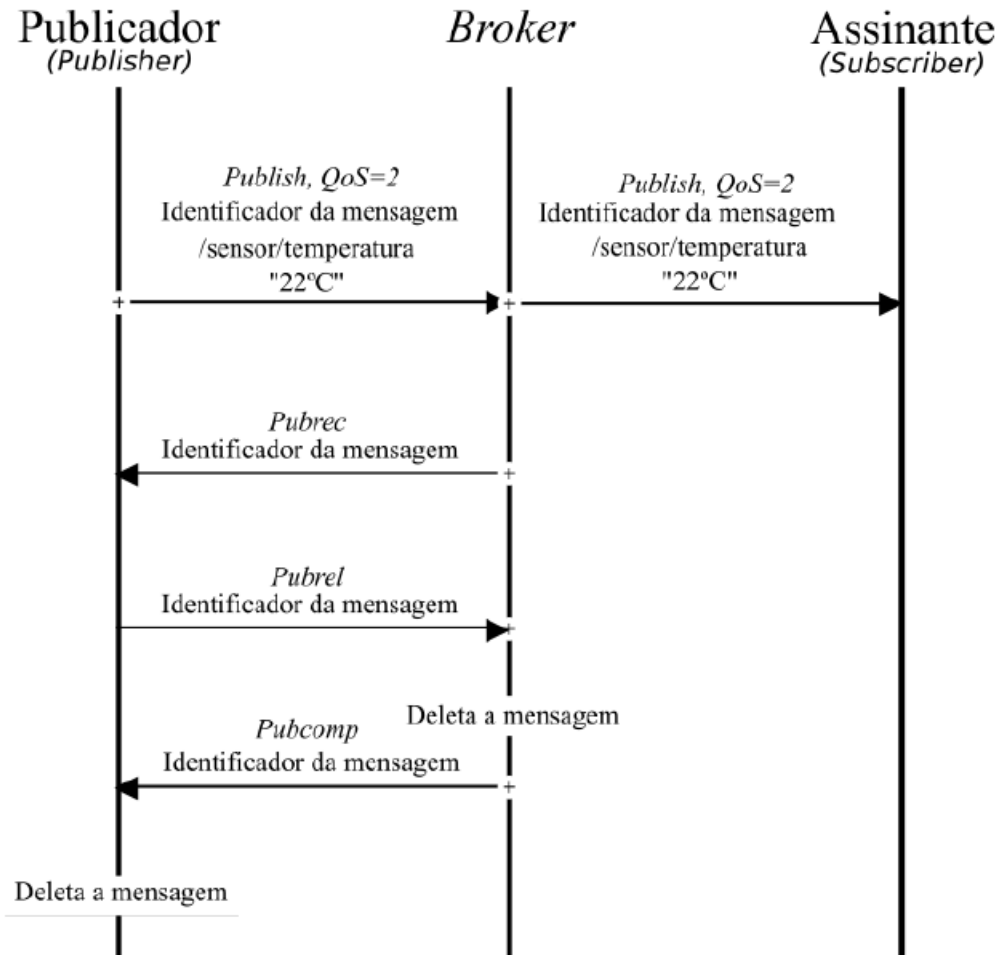 Publicador
(Publisher)
Broker
Assinante
(Subscriber)
Publish, QoS=2
Identificador da mensagem
/sensor/temperatura
"22ºC"
Publish, QoS=2
Identificador da mensagem
/sensor/temperatura
"22ºC"
Pubrec
Identificador da mensagem
Pubrel
Identificador da mensagem
Deleta a mensagem
Pubcomp
Identificador da mensagem
Deleta a mensagem